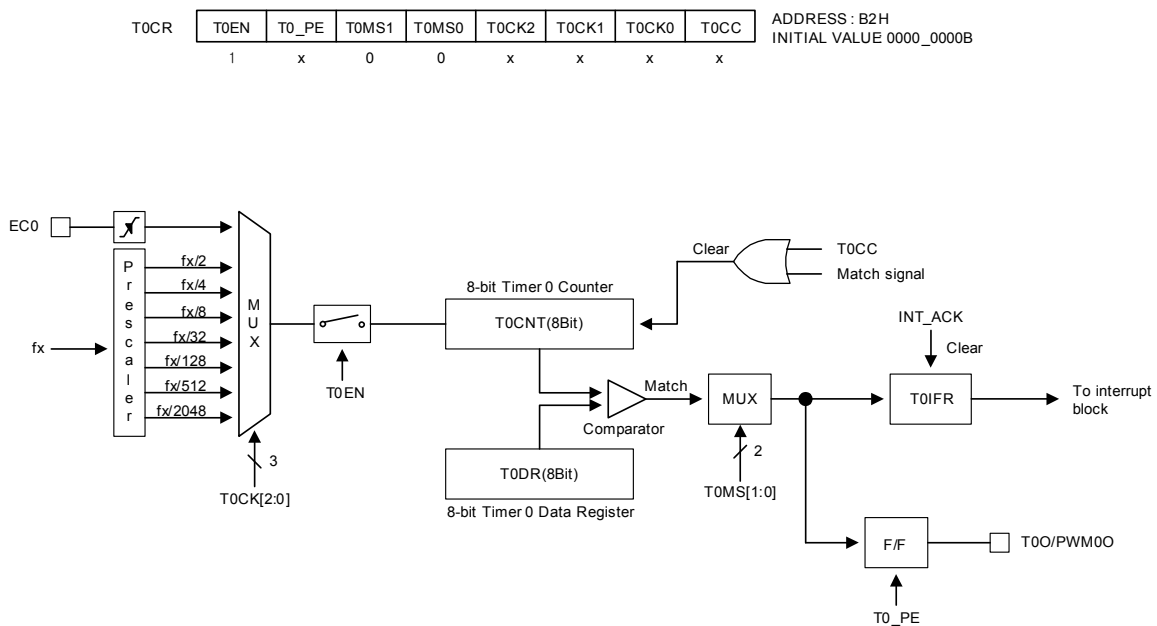 T0CR T0EN T0_PE T0MS1 T0MS0 T0CK2 T0CK1 T0CK0 T0CC
ADDRESS : B2H
INITIAL VALUE 0000_0000B
1 x 0 0 x x x x
EC0
Prescaler
fx
fx/2
fx/4
fx/8
fx/32
fx/128
fx/512
fx/2048
MUX
3
T0CK[2:0]
T0EN
8-bit Timer 0 Counter
T0CNT(8Bit)
Clear
T0CC
Match signal
Comparator
Match
T0DR(8Bit)
8-bit Timer 0 Data Register
MUX
2
T0MS[1:0]
INT_ACK
Clear
T0IFR
To interrupt
block
F/F
T0O/PWM0O
T0_PE